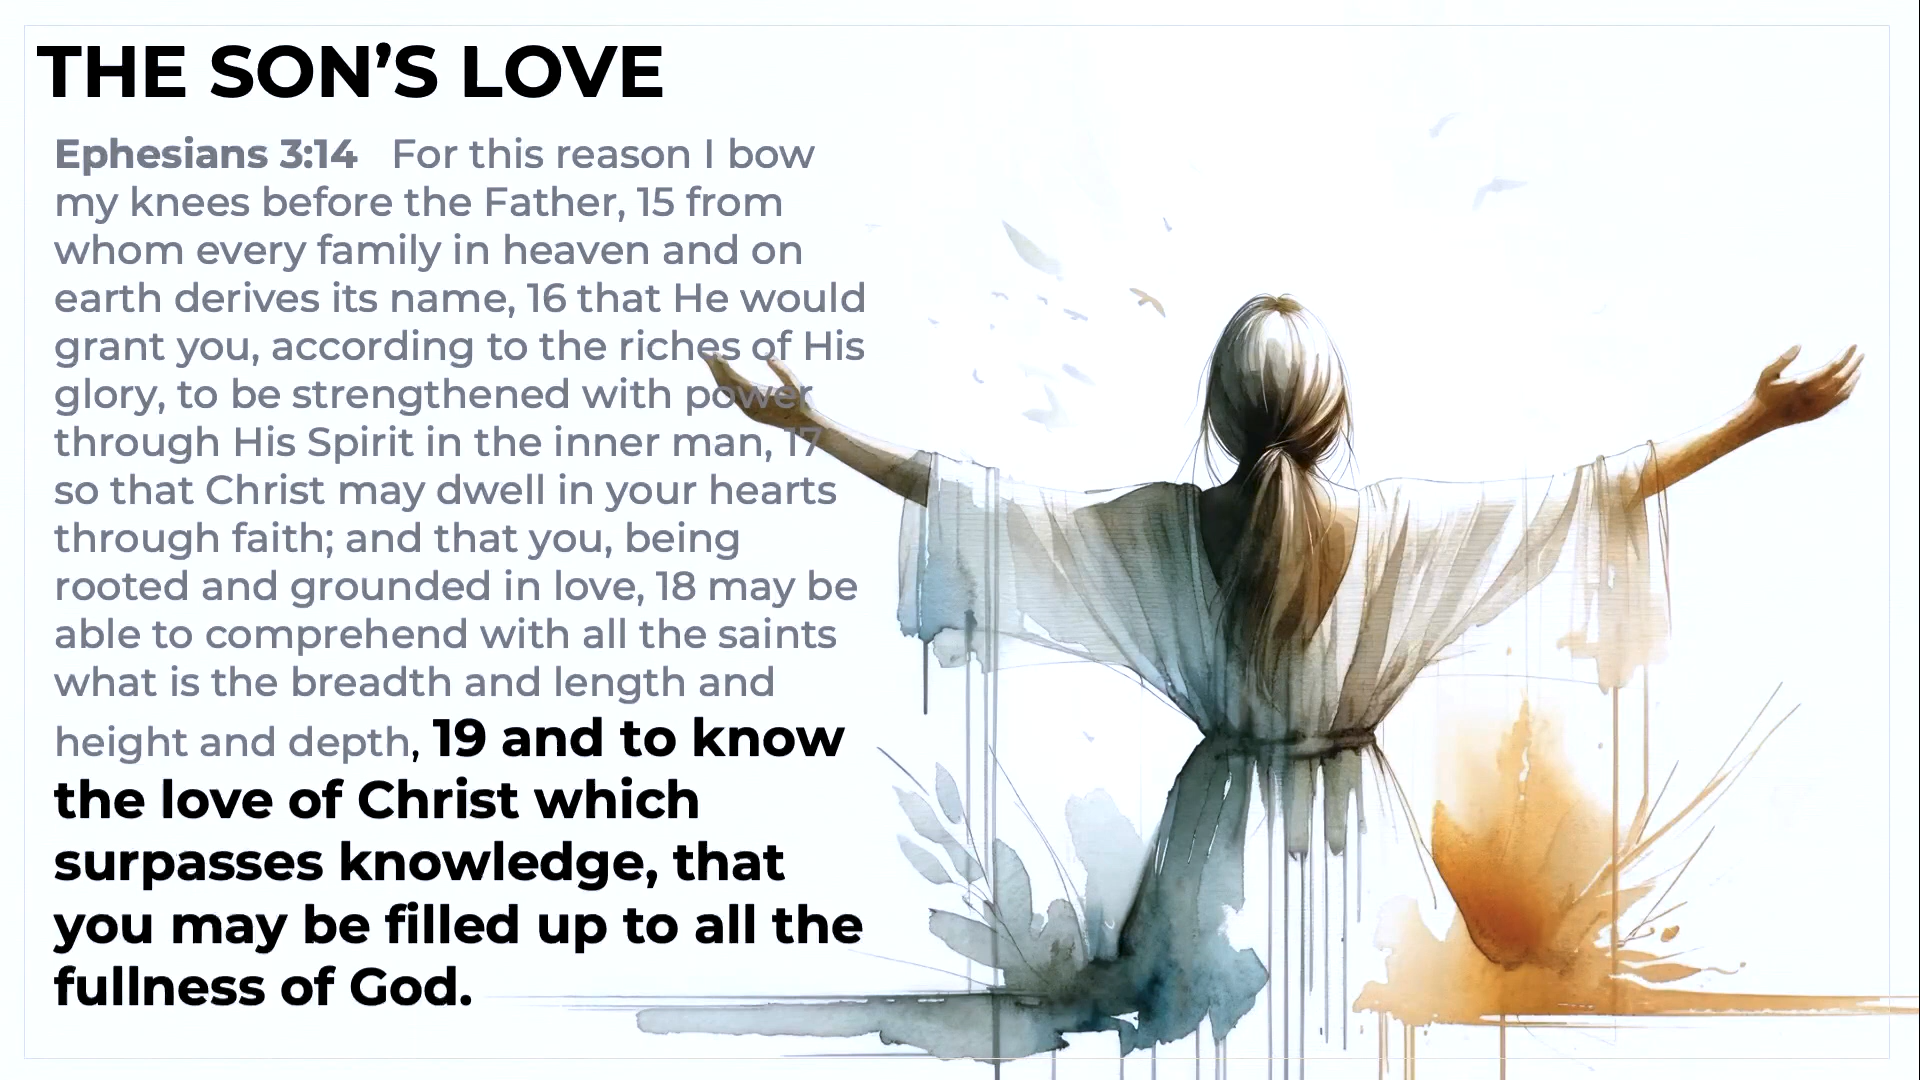 THE SON’S LOVE
Ephesians 3:14 For this reason I bow
my knees before the Father, 15 from
whom every family in heaven and on
earth derives its name, 16 that He would
grant you, according to the riches of His
glory, to be strengthened with power
through His Spirit in the inner man, 17
so that Christ may dwell in your hearts
through faith; and that you, being
rooted and grounded in love, 18 may be
able to comprehend with all the saints
what is the breadth and length and
height and depth, 19 and to know
the love of Christ which
surpasses knowledge, that
you may be filled up to all the
fullness of God.